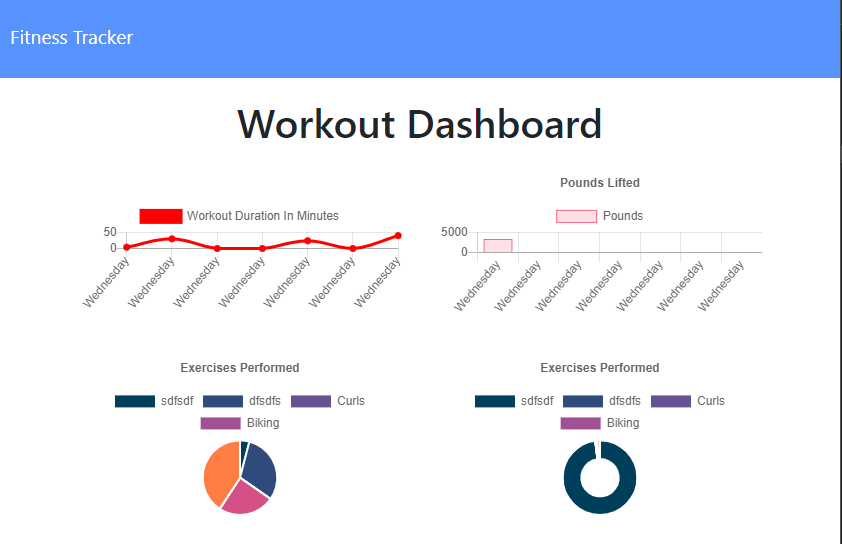 Fitness Tracker
Workout Dashboard
Workout Duration In Minutes
50
0
Wednesday Wednesday Wednesday Wednesday Wednesday Wednesday Wednesday
Pounds Lifted
Pounds
5000
0
Wednesday Wednesday Wednesday Wednesday Wednesday Wednesday Wednesday
Exercises Performed
sdfsdf dfsdfs Curls
Biking
Exercises Performed
sdfsdf dfsdfs Curls
Biking